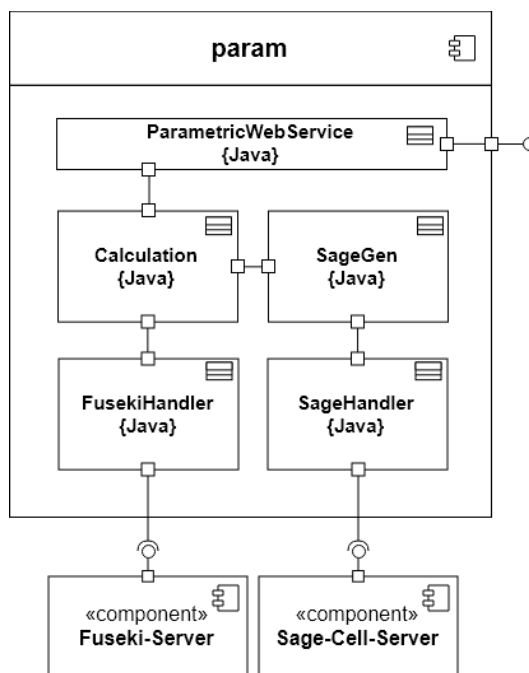 param
ParametricWebService
{Java}
Calculation
{Java}
SageGen
{Java}
FusekiHandler
{Java}
SageHandler
{Java}
«component»
Fuseki-Server
«component»
Sage-Cell-Server